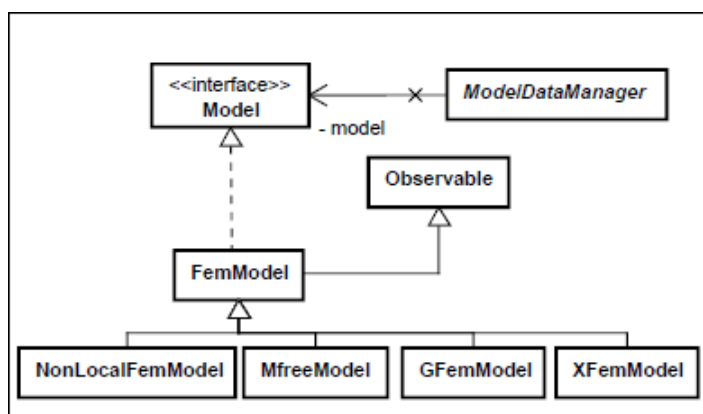 <<interface>>
Model
ModelDataManager
- model
Observable
FemModel
NonLocalFemModel
MfreeModel
GFemModel
XFemModel